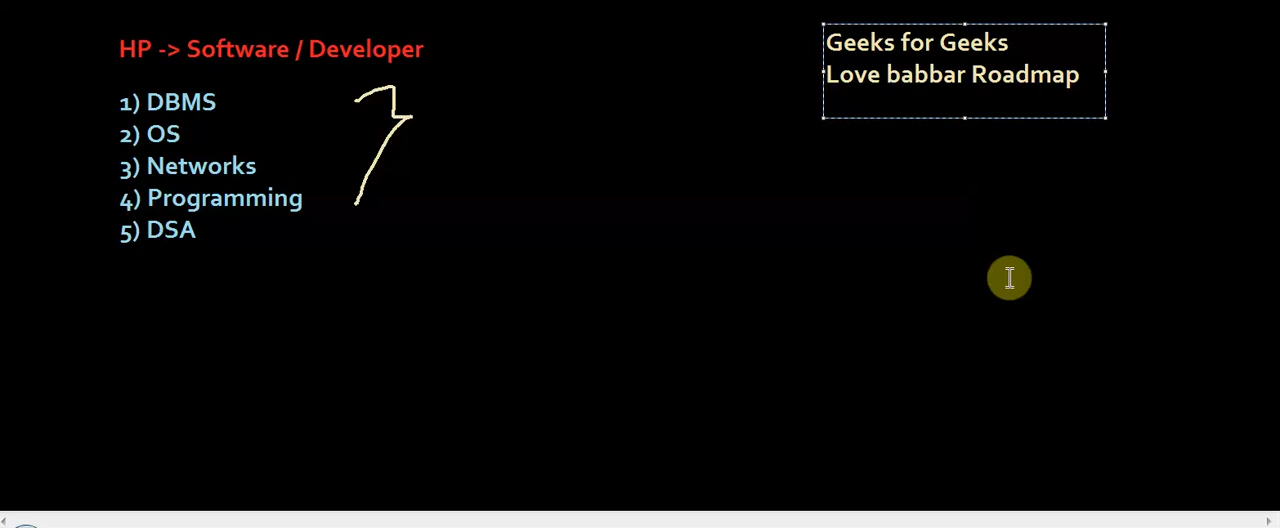 HP -> Software / Developer
1) DBMS
2) OS
3) Networks
4) Programming
5) DSA
Geeks for Geeks
Love babbar Roadmap